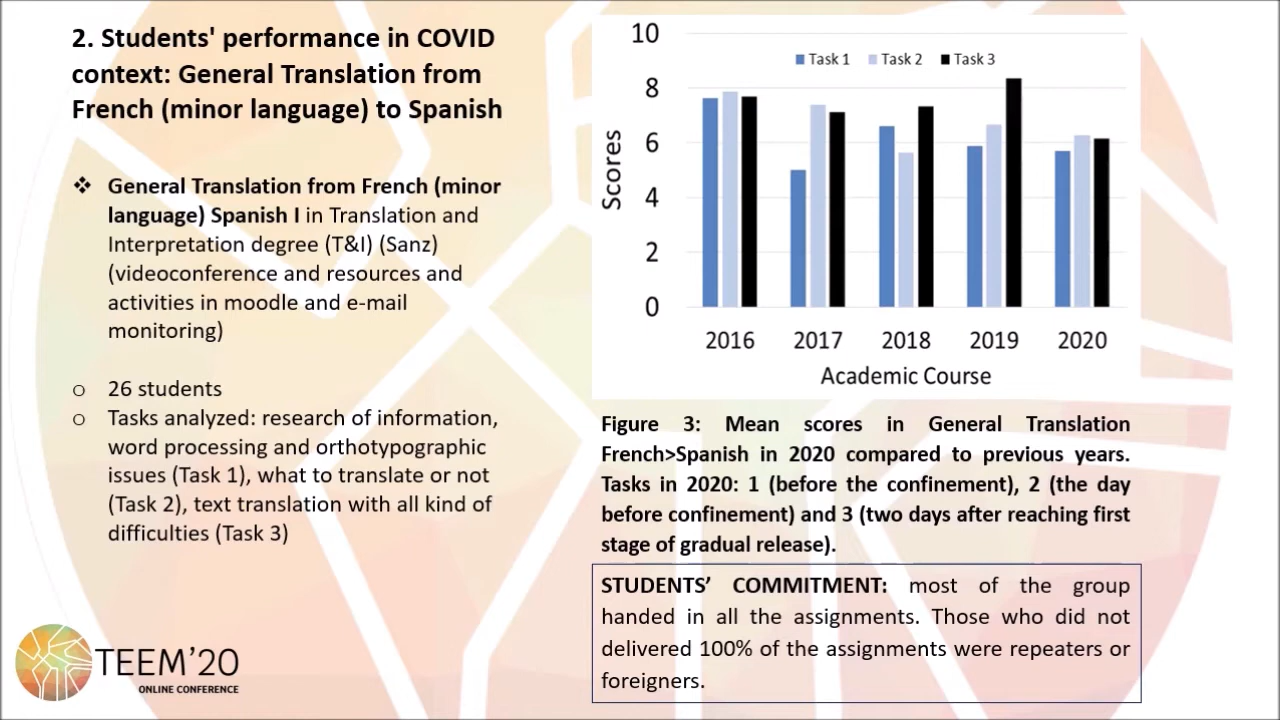 2. Students' performance in COVID
context: General Translation from
French (minor language) to Spanish
❖ General Translation from French (minor
language) Spanish I in Translation and
Interpretation degree (T&I) (Sanz)
(videoconference and resources and
activities in moodle and e-mail
monitoring)
o 26 students
o Tasks analyzed: research of information,
word processing and orthotypographic
issues (Task 1), what to translate or not
(Task 2), text translation with all kind of
difficulties (Task 3)
TEEM'20
ONLINE CONFERENCE
10
8
6
4
2
0
Scores
Task 1 Task 2 Task 3
2016 2017 2018 2019 2020
Academic Course
Figure 3: Mean scores in General Translation
French>Spanish in 2020 compared to previous years.
Tasks in 2020: 1 (before the confinement), 2 (the day
before confinement) and 3 (two days after reaching first
stage of gradual release).
STUDENTS’ COMMITMENT: most of the group
handed in all the assignments. Those who did not
delivered 100% of the assignments were repeaters or
foreigners.